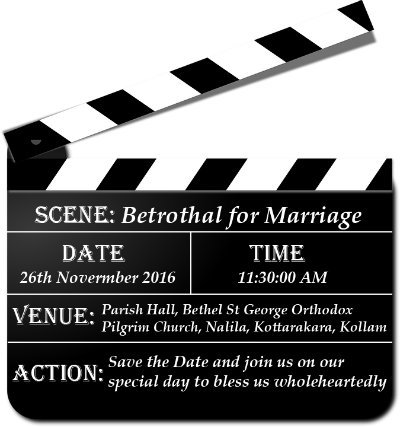 SCENE: Betrothal for Marriage
DATE
26th Novermber 2016
TIME
11:30:00 AM
VENUE: Parish Hall, Bethel St George Orthodox
Pilgrim Church, Nalila, Kottarakara, Kollam
ACTION: Save the Date and join us on our
special day to bless us wholeheartedly